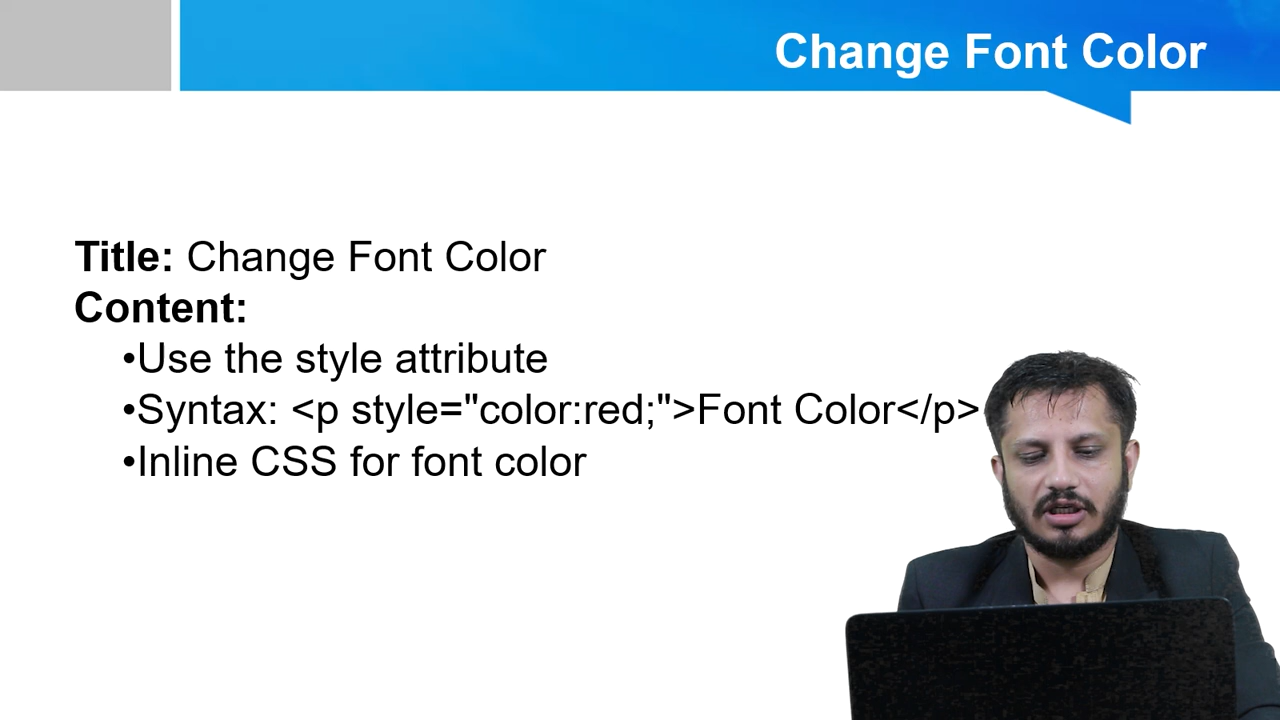 Change Font Color
Title: Change Font Color
Content:
•Use the style attribute
•Syntax: <p style="color:red;">Font Color</p>
•Inline CSS for font color